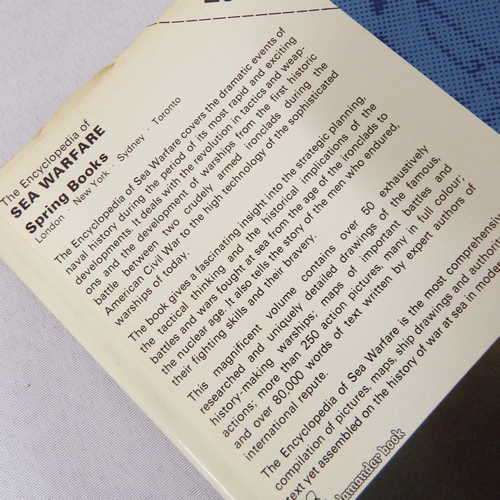 The Encyclopedia of
SEA WARFARE
Spring Books
London · New York · Sydney · Toronto
The Encyclopedia of Sea Warfare covers the dramatic events of
naval history during the period of its most rapid and exciting
developments. It deals with the revolution in tactics and weap-
ons and the development of warships from the first historic
battle between two crudely armed ironclads during the
American Civil War to the high technology of the sophisticated
warships of today.
The book gives a fascinating insight into the strategic planning,
the tactical thinking and the historical implications of the
battles and wars fought at sea from the age of the ironclads to
the nuclear age. It also tells the story of the men who endured,
their fighting skills and their bravery.
This magnificent volume contains over 50 exhaustively
researched and uniquely detailed drawings of the famous,
history-making warships; maps of important battles and
actions; more than 250 action pictures, many in full colour;
and over 80,000 words of text written by expert authors of
international repute.
The Encyclopedia of Sea Warfare is the most comprehensi
compilation of pictures, maps, ship drawings and autho
text yet assembled on the history of war at sea in mode
mmander book